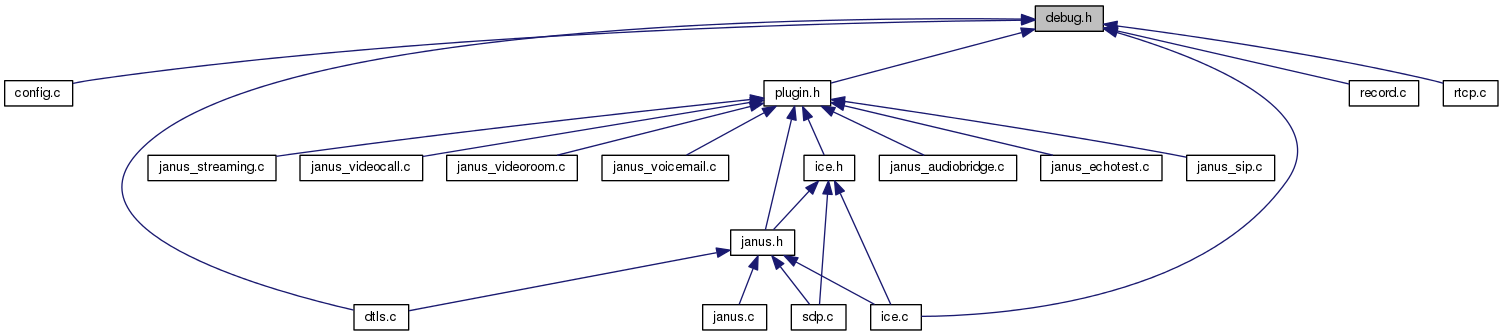 debug.h
config.c
plugin.h
record.c
rtcp.c
janus_streaming.c
janus_videocall.c
janus_videoroom.c
janus_voicemail.c
ice.h
janus_audiobridge.c
janus_echotest.c
janus_sip.c
janus.h
dtls.c
janus.c
sdp.c
ice.c